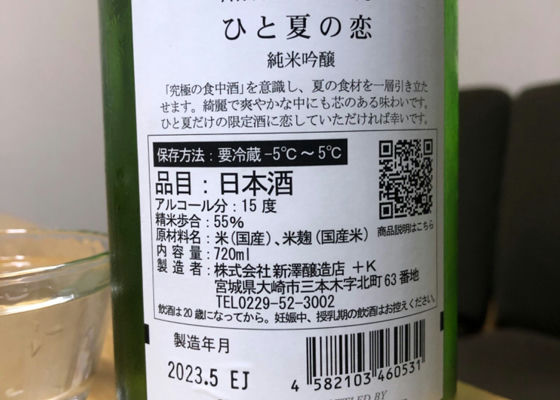 ひと夏の恋
純米吟醸
「究極の食中酒」を意識し、夏の食材を一層引き立た
せます。綺麗で爽やかな中にも芯のある味わいです。
ひと夏だけの限定酒に恋していただければ幸いです。
保存方法：要冷蔵 -5℃～5℃
品目：日本酒
アルコール分：15 度
精米歩合：55%
原材料名：米（国産）、米麹（国産米）
内容量：720ml
製造者：株式会社新澤醸造店 +K
宮城県大崎市三本木字北町63番地
TEL0229-52-3002
商品説明はこちら
飲酒は20歳になってから。妊娠中、授乳期の飲酒はお控えください。
製造年月
2023.5 EJ
4 582103 460531